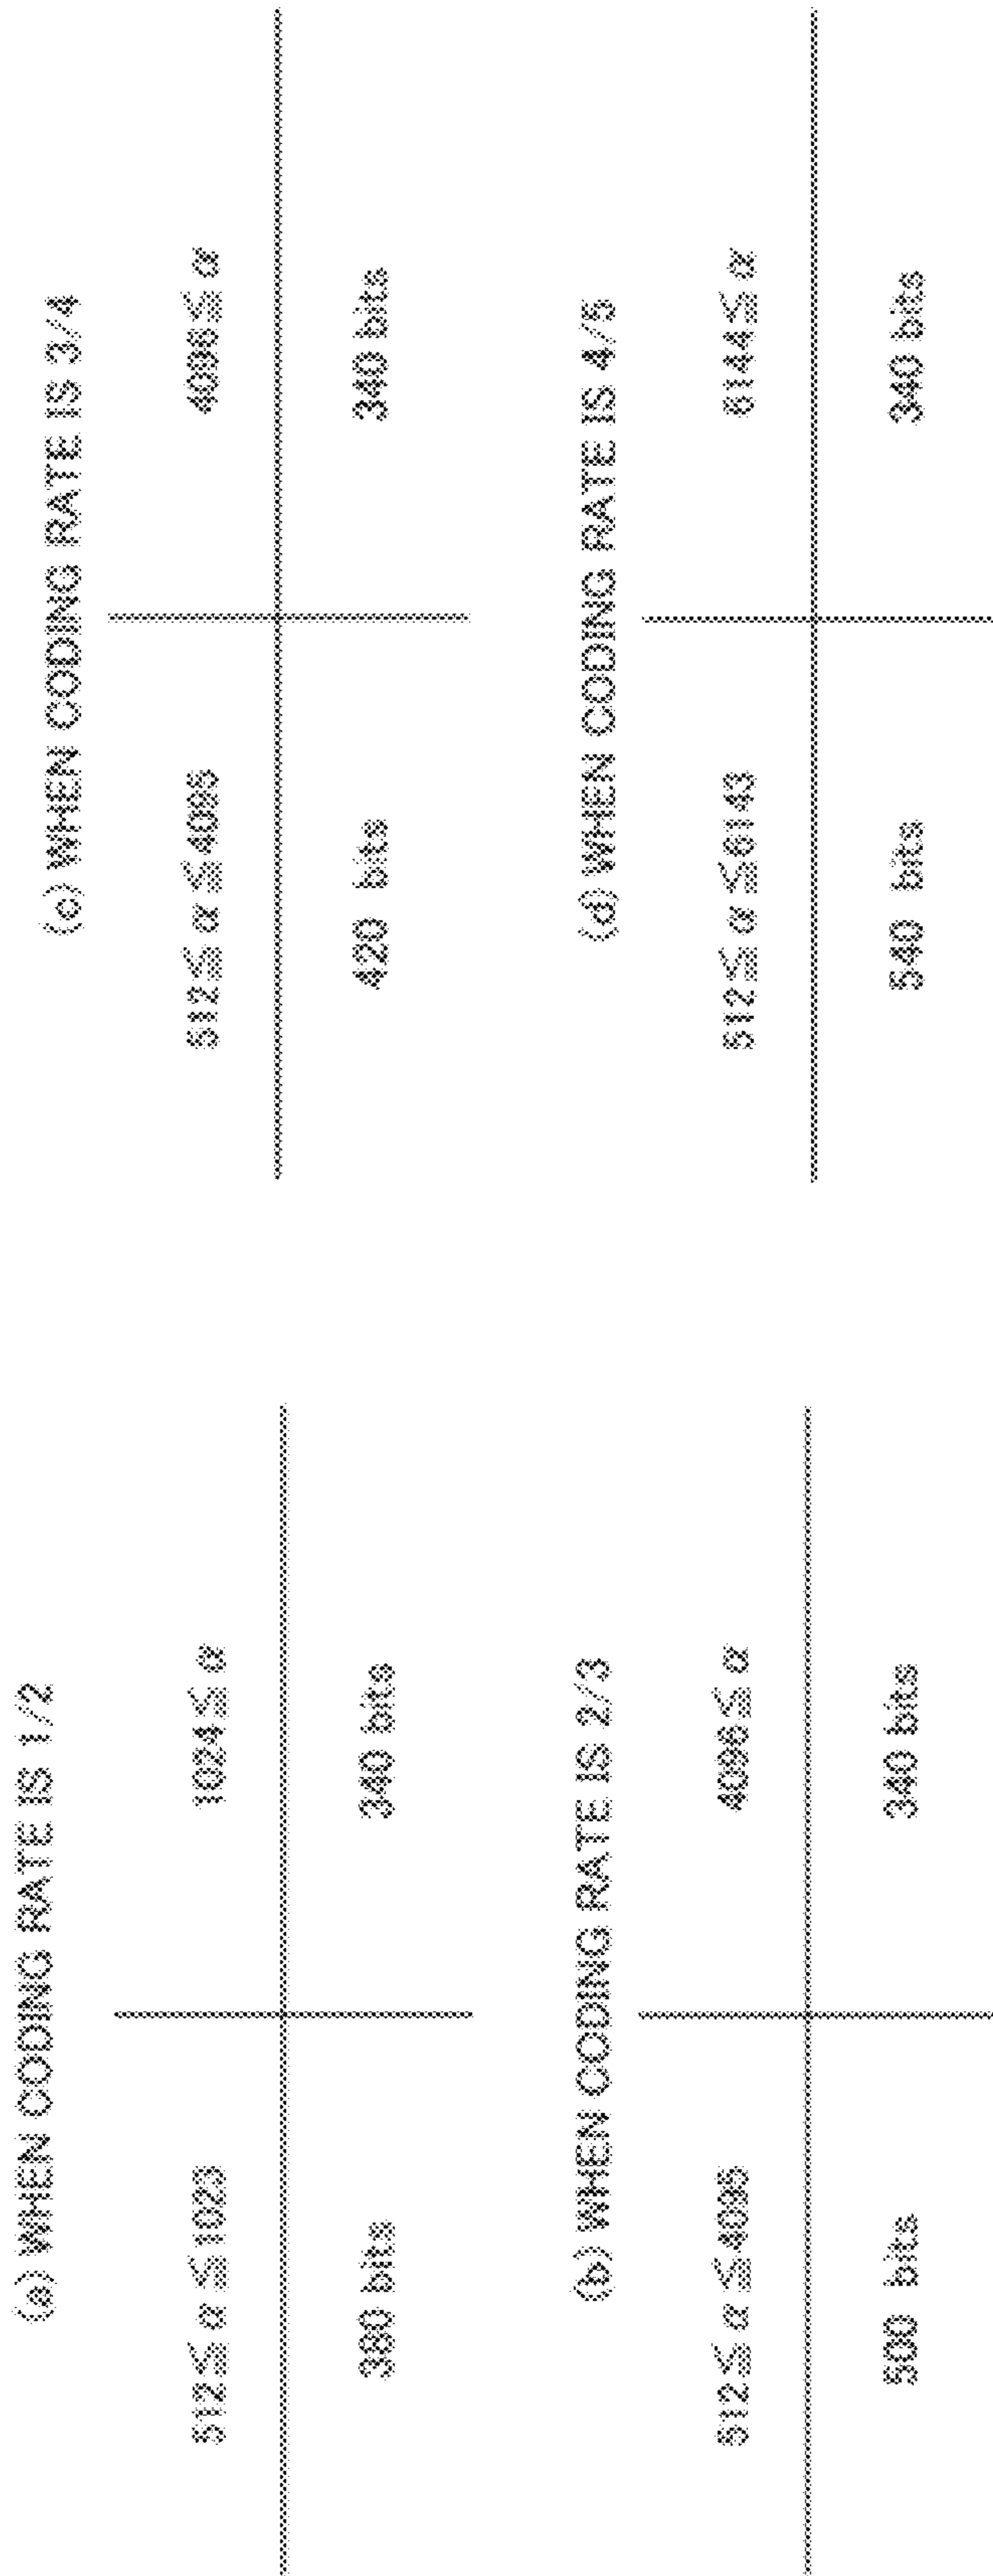 (a) WHEN CODING RATE IS 1/2
512≦α≦1023 1024≦α
380 bits 340 bits
(b) WHEN CODING RATE IS 2/3
512≦α≦4095 4096≦α
500 bits 340 bits
(c) WHEN CODING RATE IS 3/4
512≦α≦4095 4096≦α
420 bits 340 bits
(d) WHEN CODING RATE IS 4/5
512≦α≦6143 6144≦α
540 bits 340 bits